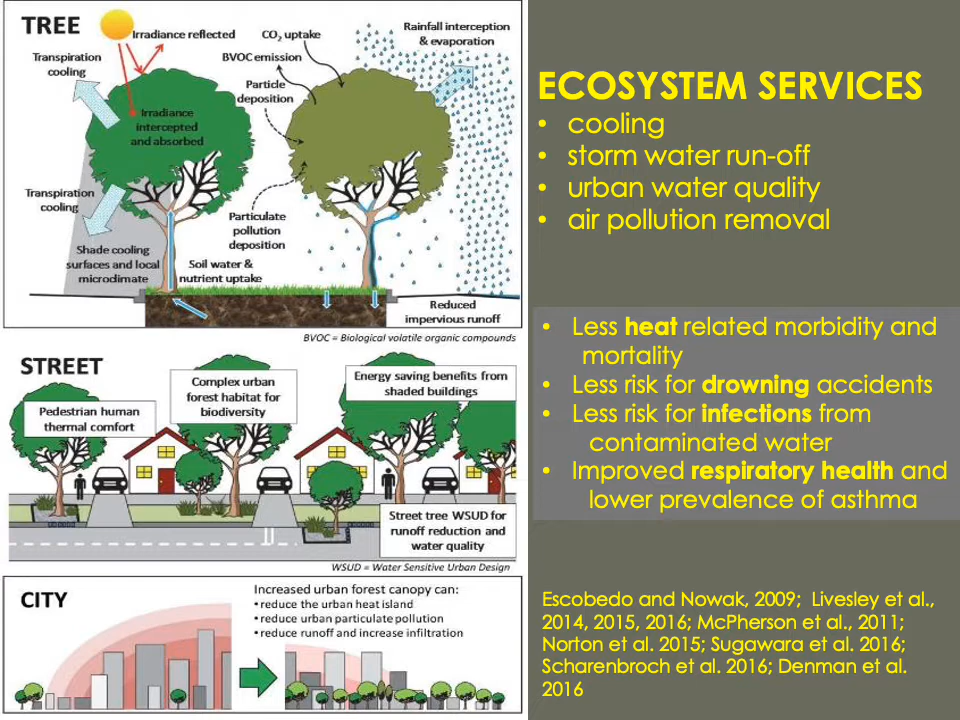 TREE
Irradiance reflected
CO₂ uptake
Rainfall interception
& evaporation
Transpiration
cooling
BVOC emission
Particle
deposition
Irradiance
intercepted
and absorbed
Transpiration
cooling
Particulate
pollution
deposition
Shade cooling
surfaces and local
microclimate
Soil water &
nutrient uptake
Reduced
impervious runoff
BVOC = Biological volatile organic compounds
STREET
Pedestrian human
thermal comfort
Complex urban
forest habitat for
biodiversity
Energy saving benefits from
shaded buildings
Street tree WSUD for
runoff reduction and
water quality
WSUD = Water Sensitive Urban Design
CITY
Increased urban forest canopy can:
• reduce the urban heat island
• reduce urban particulate pollution
• reduce runoff and increase infiltration
ECOSYSTEM SERVICES
• cooling
• storm water run-off
• urban water quality
• air pollution removal
• Less heat related morbidity and
mortality
• Less risk for drowning accidents
• Less risk for infections from
contaminated water
• Improved respiratory health and
lower prevalence of asthma
Escobedo and Nowak, 2009; Livesley et al.,
2014, 2015, 2016; McPherson et al., 2011;
Norton et al. 2015; Sugawara et al. 2016;
Scharenbroch et al. 2016; Denman et al.
2016